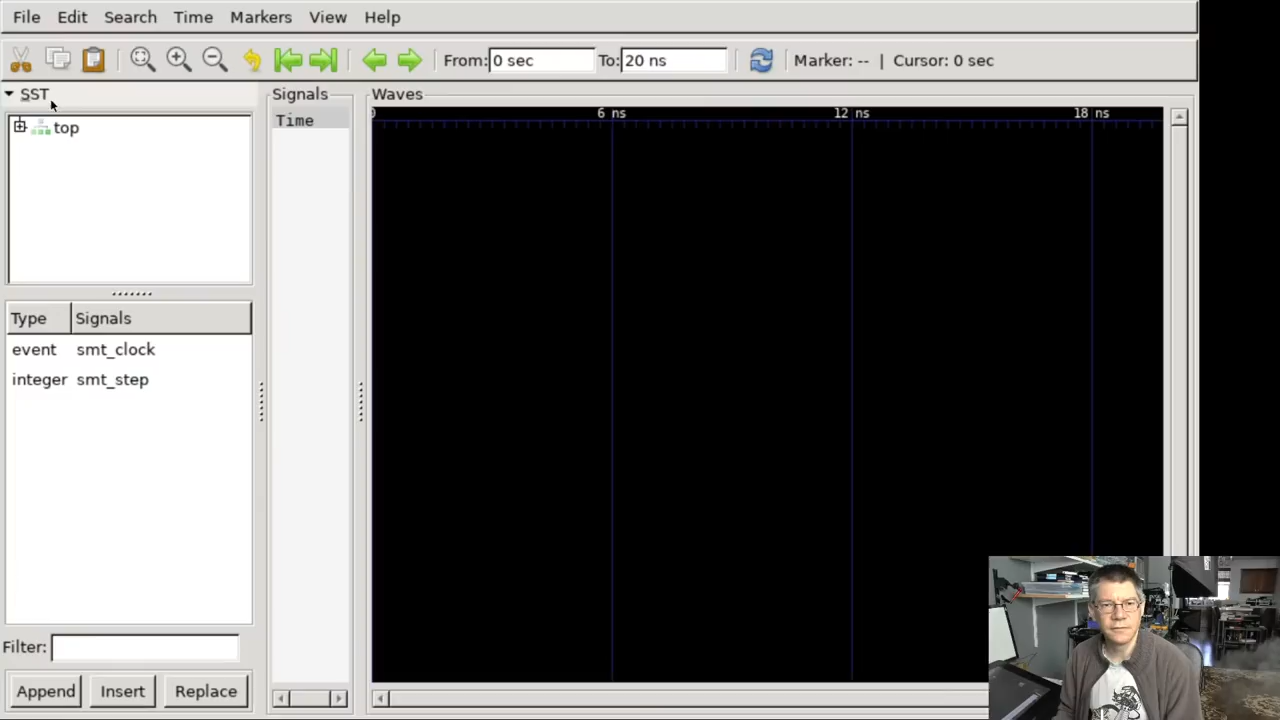 File Edit Search Time Markers View Help
From: 0 sec To: 20 ns Marker: -- | Cursor: 0 sec
SST
top
Type Signals
event smt_clock
integer smt_step
Filter:
Append Insert Replace
Signals
Time
Waves
0 6 ns 12 ns 18 ns